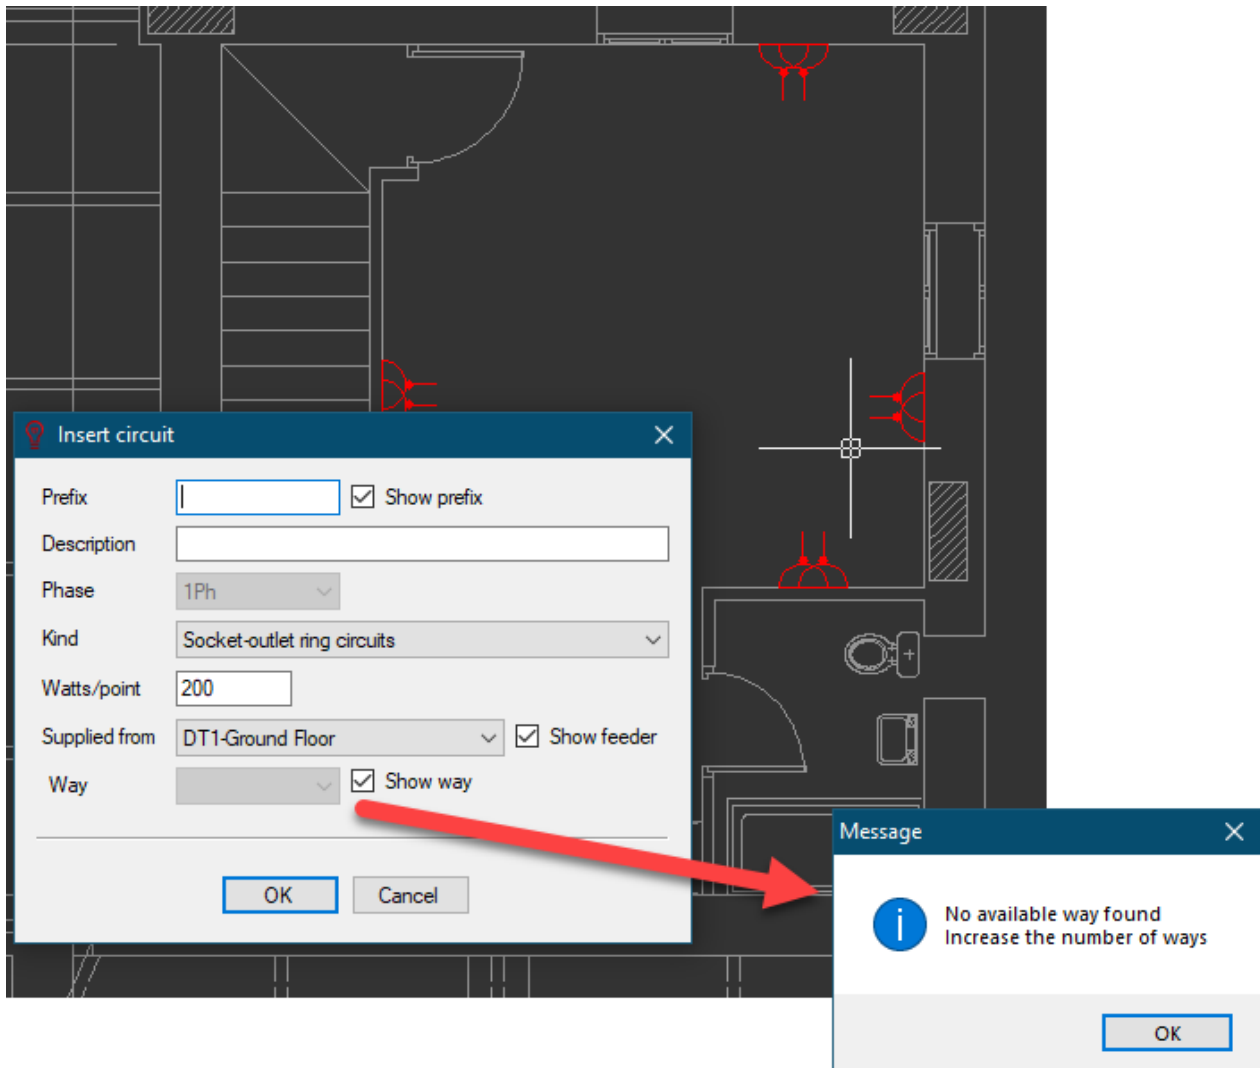 Insert circuit
Prefix
Show prefix
Description
Phase
1Ph
Kind
Socket-outlet ring circuits
Watts/point
200
Supplied from
DT1-Ground Floor
Show feeder
Way
Show way
OK
Cancel
Message
No available way found
Increase the number of ways
OK